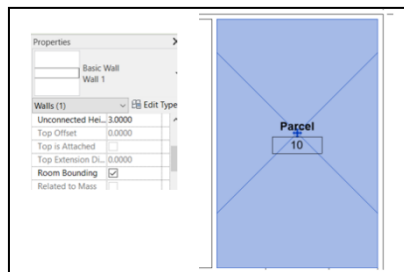 Properties
X
Basic Wall
Wall 1
Walls (1)
Edit Type
Unconnected Hei... 3.0000
Top Offset 0.0000
Top is Attached
Top Extension Di... 0.0000
Room Bounding
Related to Mass
Parcel
10